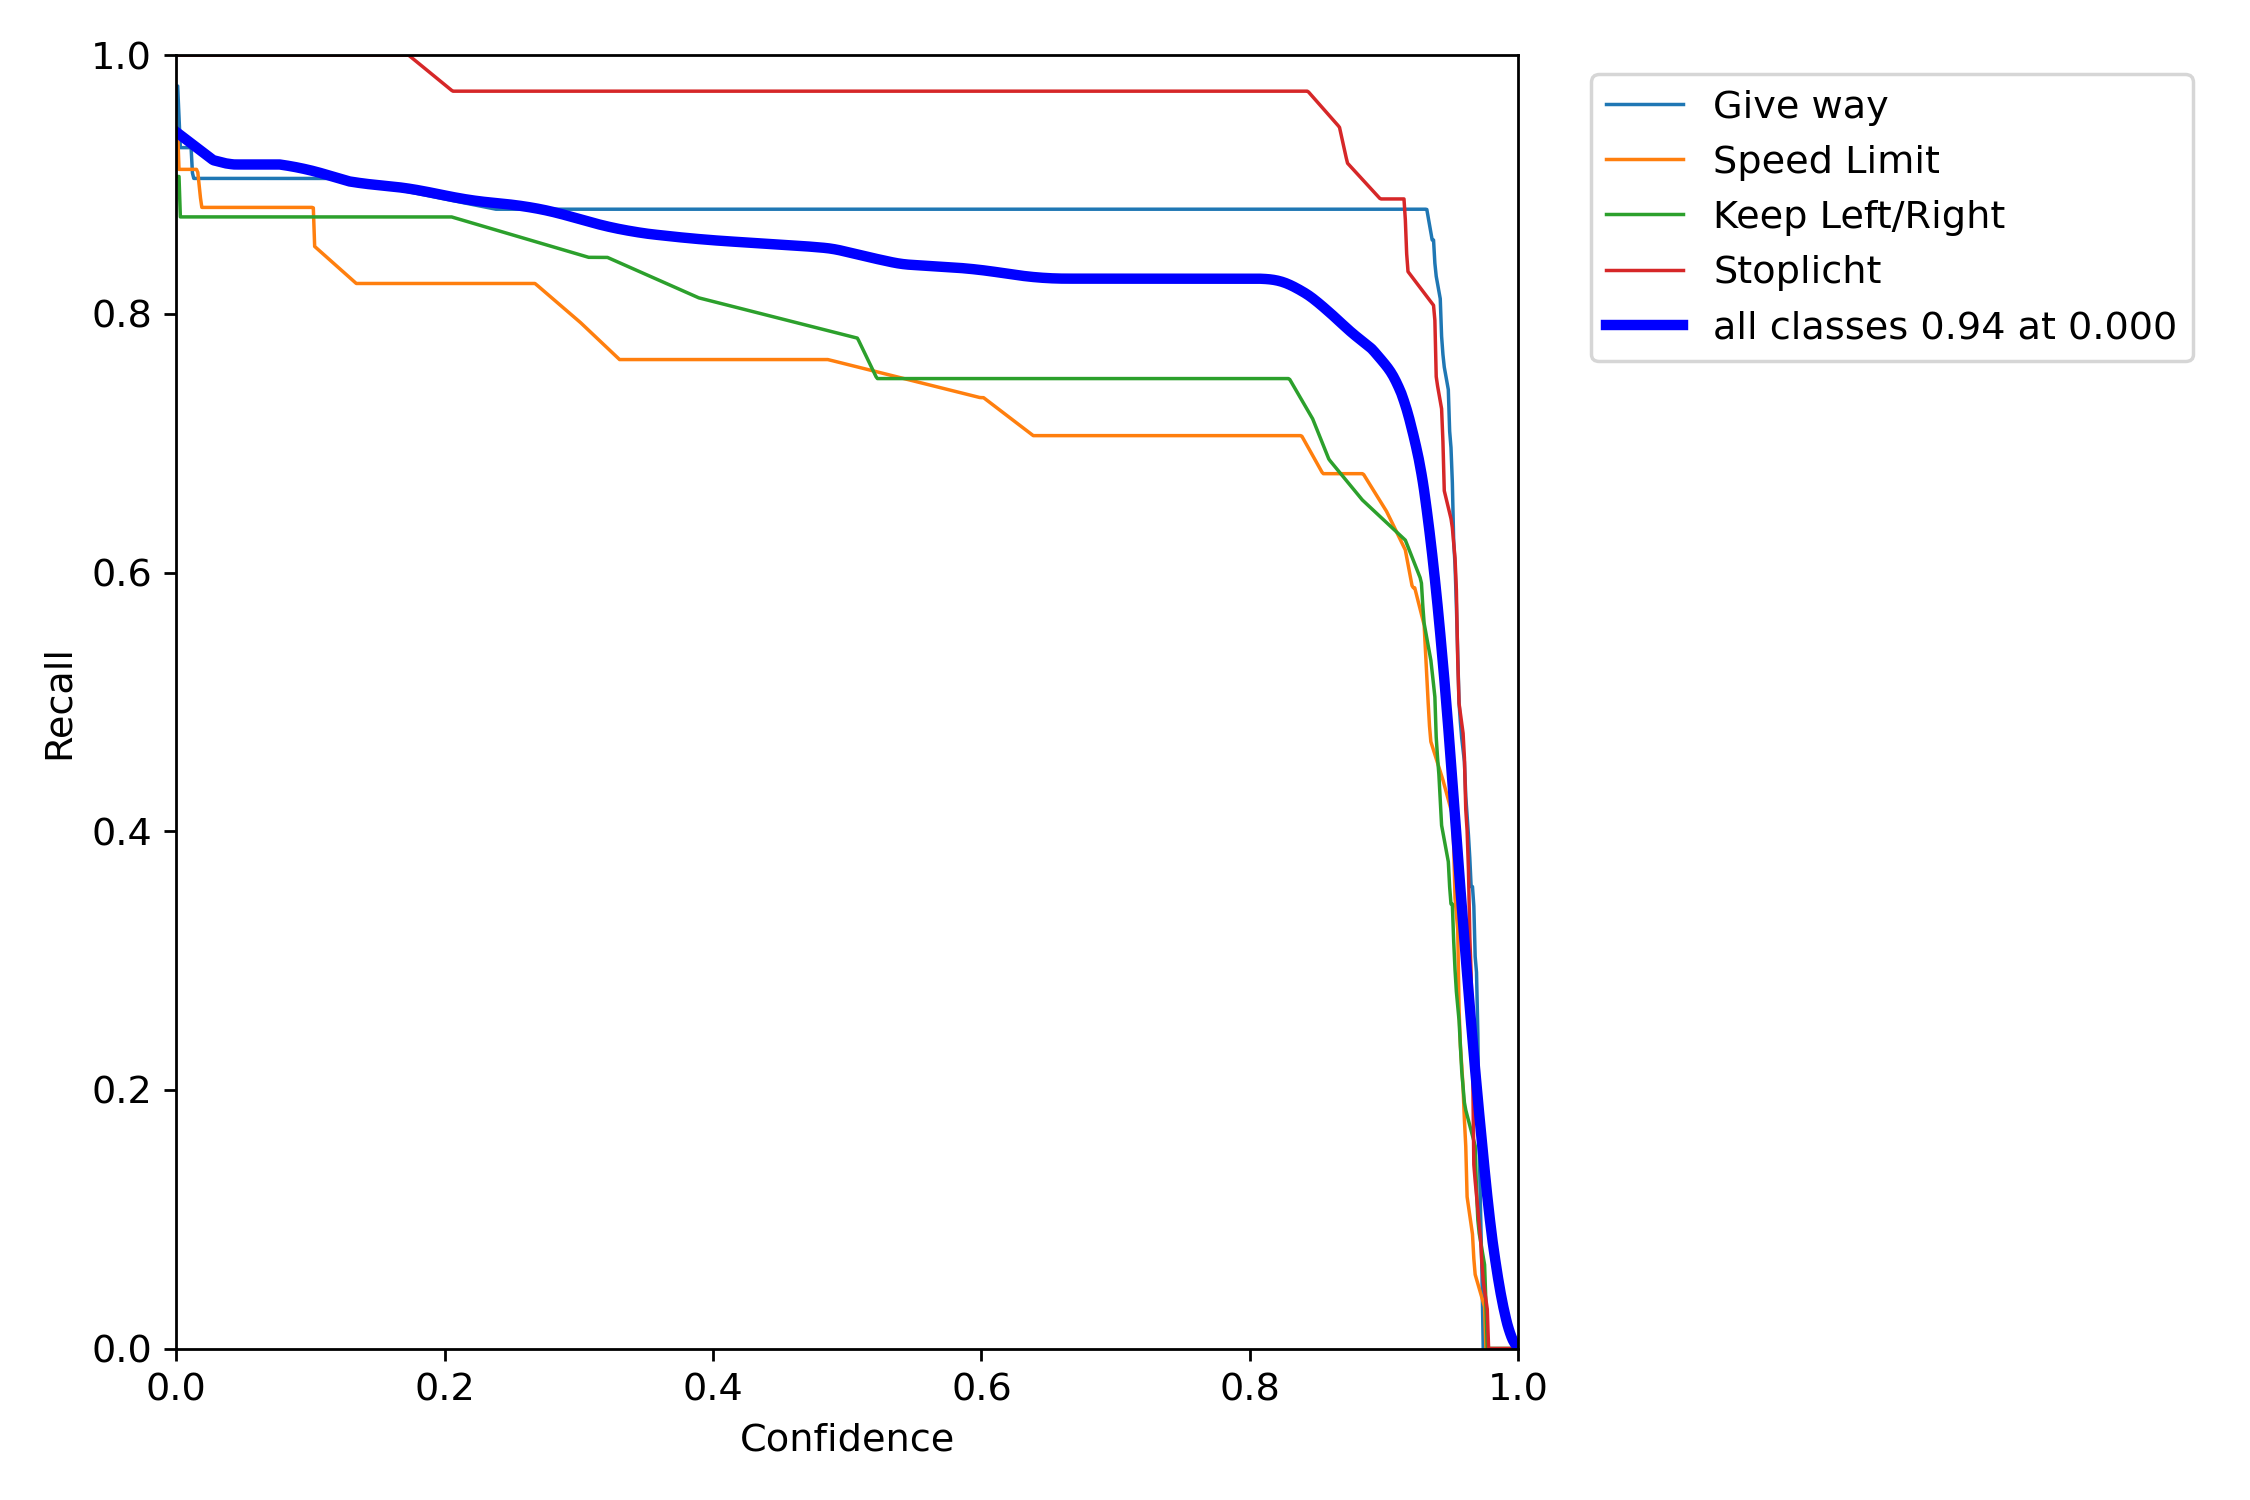 1.0
0.8
0.6
0.4
0.2
0.0
0.0 0.2 0.4 0.6 0.8 1.0
Recall
Confidence
Give way
Speed Limit
Keep Left/Right
Stoplicht
all classes 0.94 at 0.000